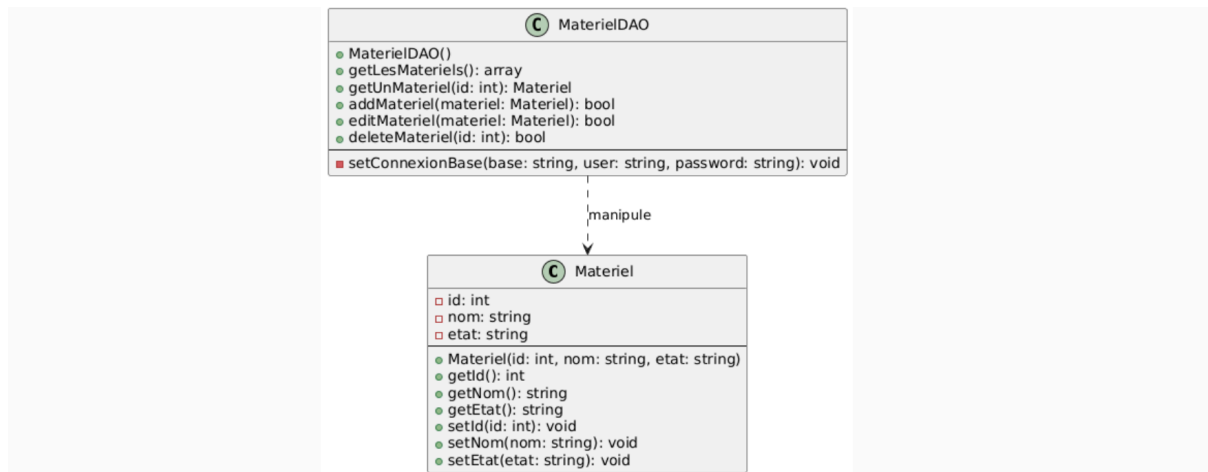 C MaterielDAO
MaterielDAO()
getLesMateriels(): array
getUnMateriel(id: int): Materiel
addMateriel(materiel: Materiel): bool
editMateriel(materiel: Materiel): bool
deleteMateriel(id: int): bool
setConnexionBase(base: string, user: string, password: string): void
manipule
C Materiel
id: int
nom: string
etat: string
Materiel(id: int, nom: string, etat: string)
getId(): int
getNom(): string
getEtat(): string
setId(id: int): void
setNom(nom: string): void
setEtat(etat: string): void